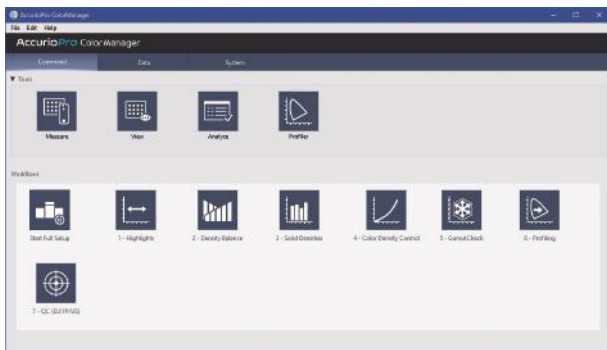 AccurioPro ColorManager
File Edit Help
AccurioPro ColorManager
Command Data System
Tools
Measure View Analyze Profiler
Workflows
Start Full Setup 1 - Highlights 2 - Density Balance 3 - Solid Densities 4 - Color Density Control 5 - GamutCheck 6 - Profiling
7 - QC (EU/JP/US)